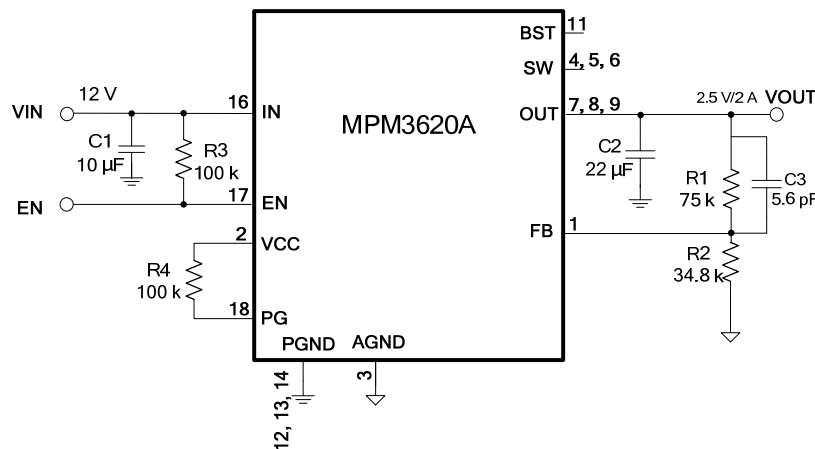 BST
11
SW
4, 5, 6
OUT
7, 8, 9
2.5 V/2 A
VOUT
VIN
12 V
16
IN
MPM3620A
C1
10 µF
R3
100 k
C2
22 µF
R1
75 k
C3
5.6 pF
EN
17
EN
2
VCC
FB
1
R4
100 k
R2
34.8 k
18
PG
PGND
AGND
12, 13, 14
3